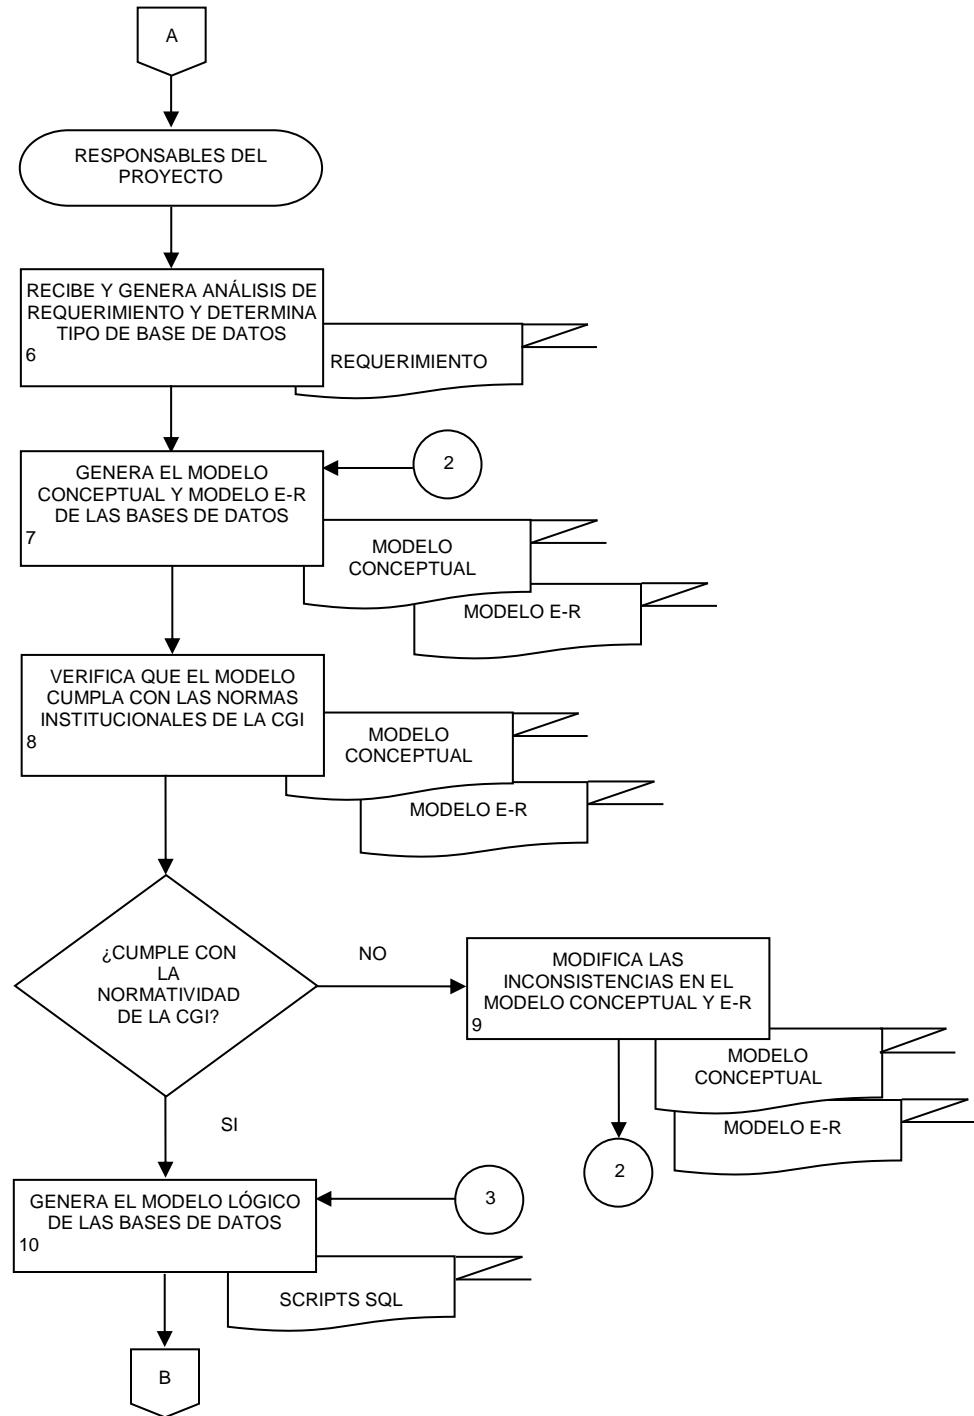 A
RESPONSABLES DEL
PROYECTO
RECIBE Y GENERA ANÁLISIS DE
REQUERIMIENTO Y DETERMINA
TIPO DE BASE DE DATOS
6
REQUERIMIENTO
2
GENERA EL MODELO
CONCEPTUAL Y MODELO E-R
DE LAS BASES DE DATOS
7
MODELO
CONCEPTUAL
MODELO E-R
VERIFICA QUE EL MODELO
CUMPLA CON LAS NORMAS
INSTITUCIONALES DE LA CGI
8
MODELO
CONCEPTUAL
MODELO E-R
¿CUMPLE CON
LA
NORMATIVIDAD
DE LA CGI?
NO
MODIFICA LAS
INCONSISTENCIAS EN EL
MODELO CONCEPTUAL Y E-R
9
MODELO
CONCEPTUAL
MODELO E-R
2
SI
GENERA EL MODELO LÓGICO
DE LAS BASES DE DATOS
10
3
SCRIPTS SQL
B